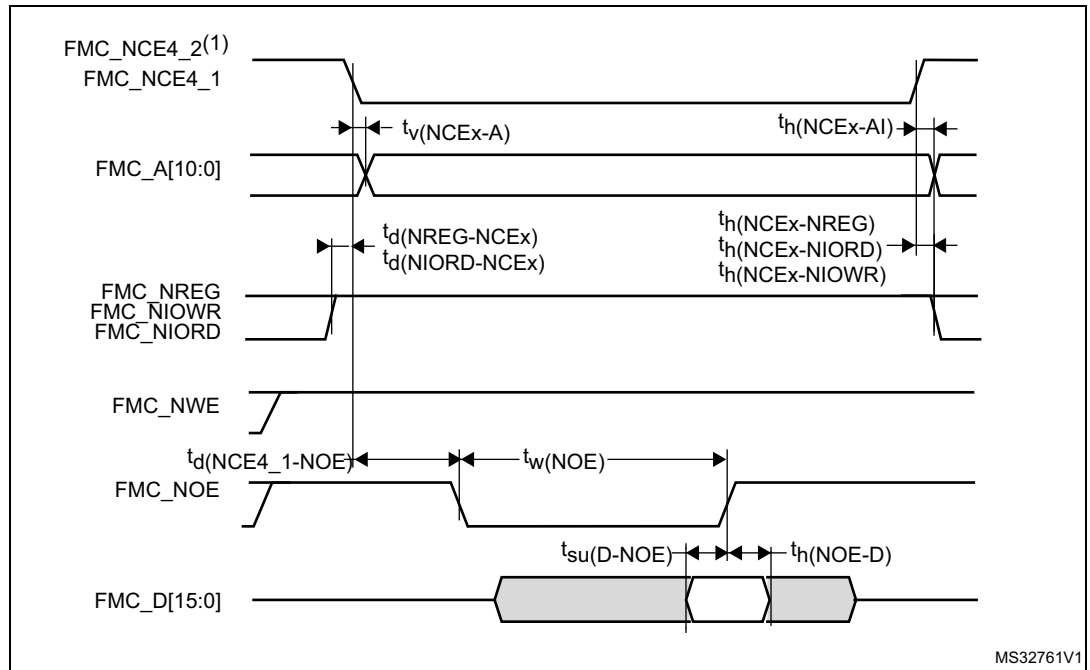 FMC_NCE4_2(1)
FMC_NCE4_1
tv(NCEx-A)
th(NCEx-AI)
FMC_A[10:0]
td(NREG-NCEx)
td(NIORD-NCEx)
th(NCEx-NREG)
th(NCEx-NIORD)
th(NCEx-NIOWR)
FMC_NREG
FMC_NIOWR
FMC_NIORD
FMC_NWE
td(NCE4_1-NOE)
tw(NOE)
FMC_NOE
tsu(D-NOE)
th(NOE-D)
FMC_D[15:0]
MS32761V1